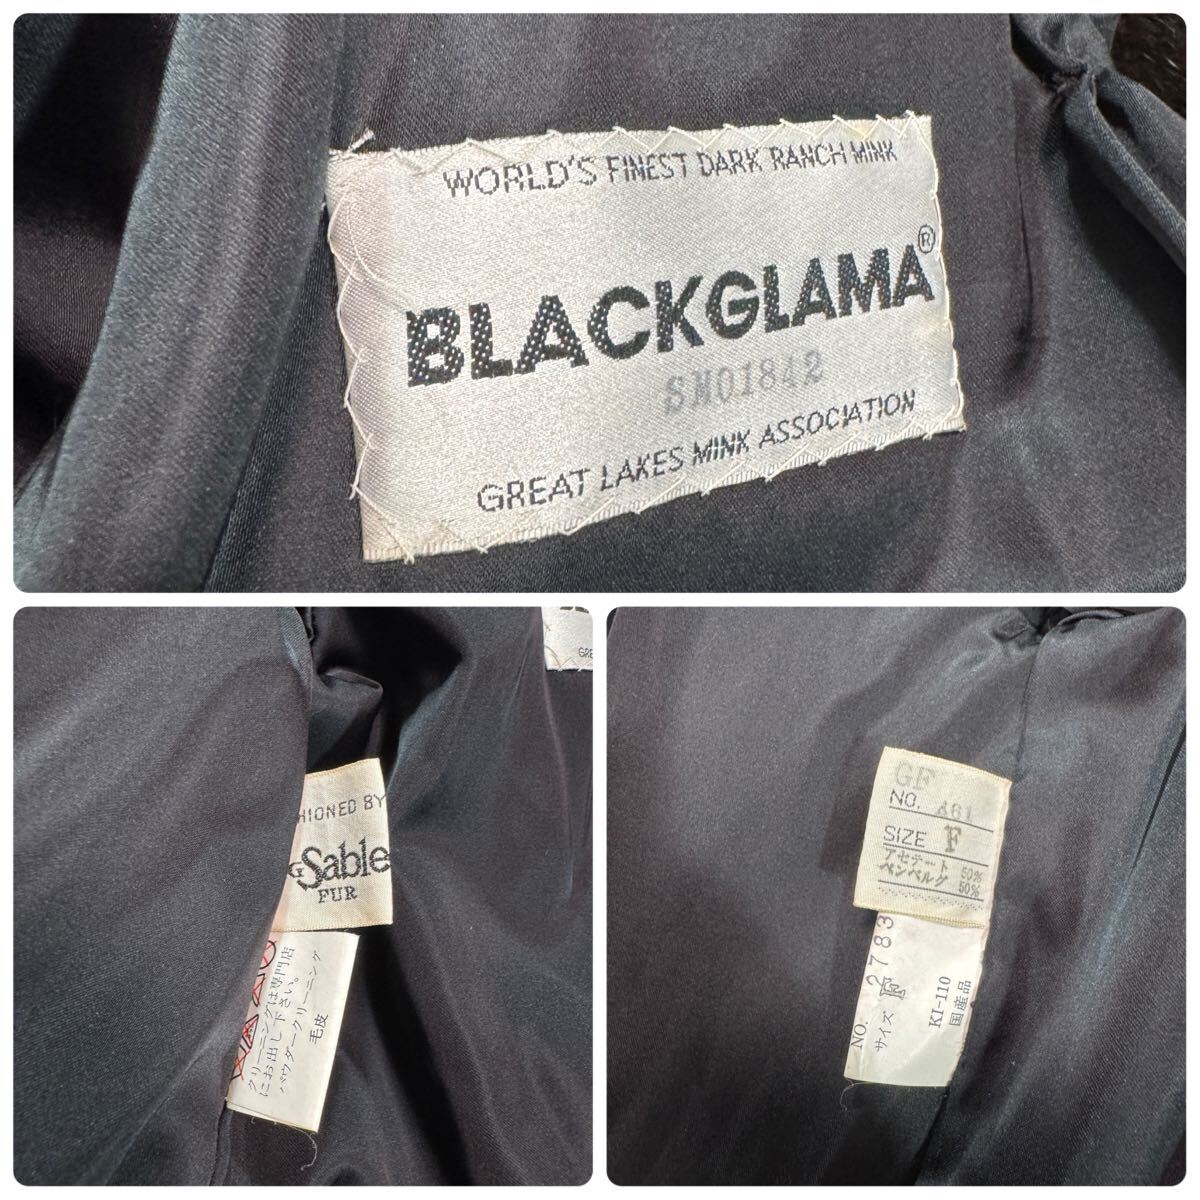 WORLD'S FINEST DARK RANCH MINK
BLACKGLAMA®
SM01842
GREAT LAKES MINK ASSOCIATION
GRE
HIONED BY
G Sable
FUR
クリーニングは専門店
にお出し下さい。
パウダークリーニング
毛皮
GF
NO. A61
SIZE F
アセテート 50%
ベンベルグ 50%
NO. 2783
サイズ F
KI-110
国産品